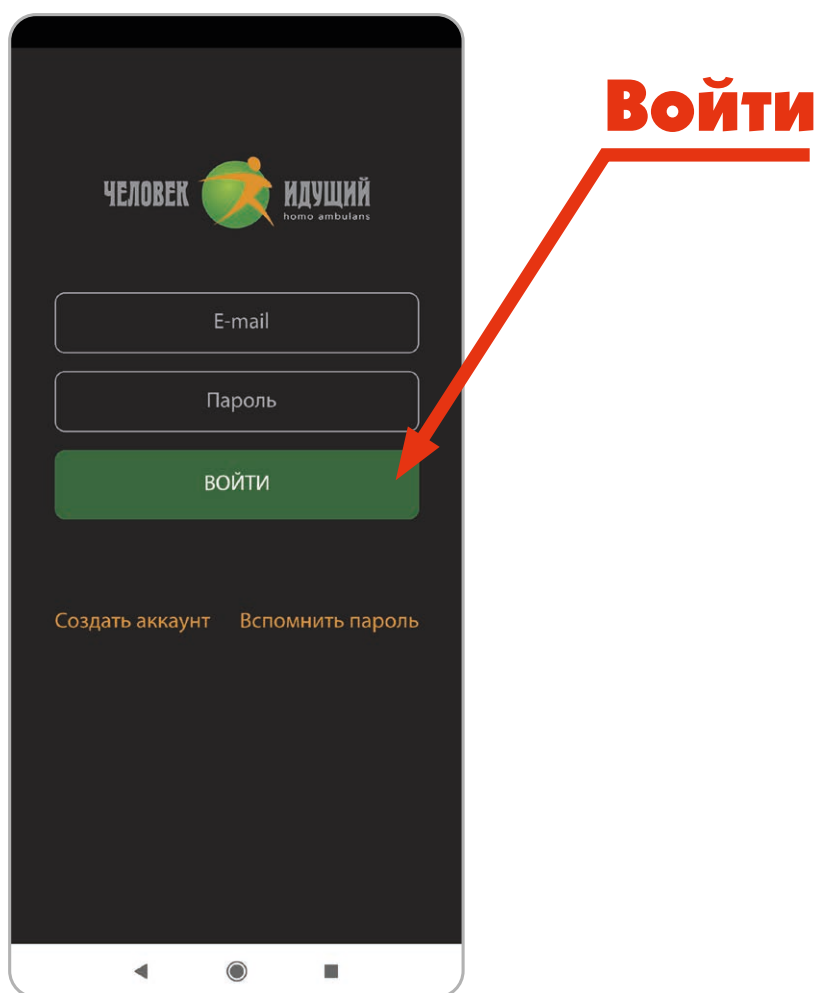 Войти
ЧЕЛОВЕК ИДУЩИЙ
homo ambulans
E-mail
Пароль
ВОЙТИ
Создать аккаунт Вспомнить пароль